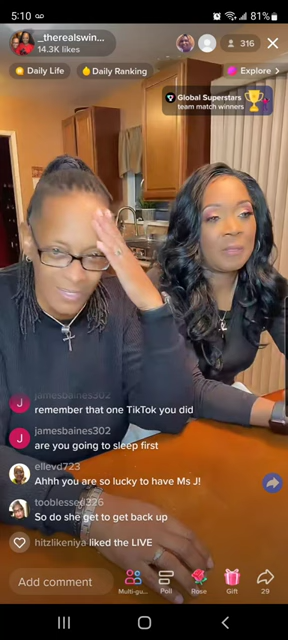 5:10
81%
_therealswin...
14.3K likes
316
Daily Life
Daily Ranking
Explore >
Global Superstars
team match winners
J
jamesbaines302
remember that one TikTok you did
J
jamesbaines302
are you going to sleep first
ellevd723
Ahhh you are so lucky to have Ms J!
tooblessed326
So do she get to get back up
hitzlikeniya liked the LIVE
Add comment
Multi-gu...
Poll
Rose
Gift
29